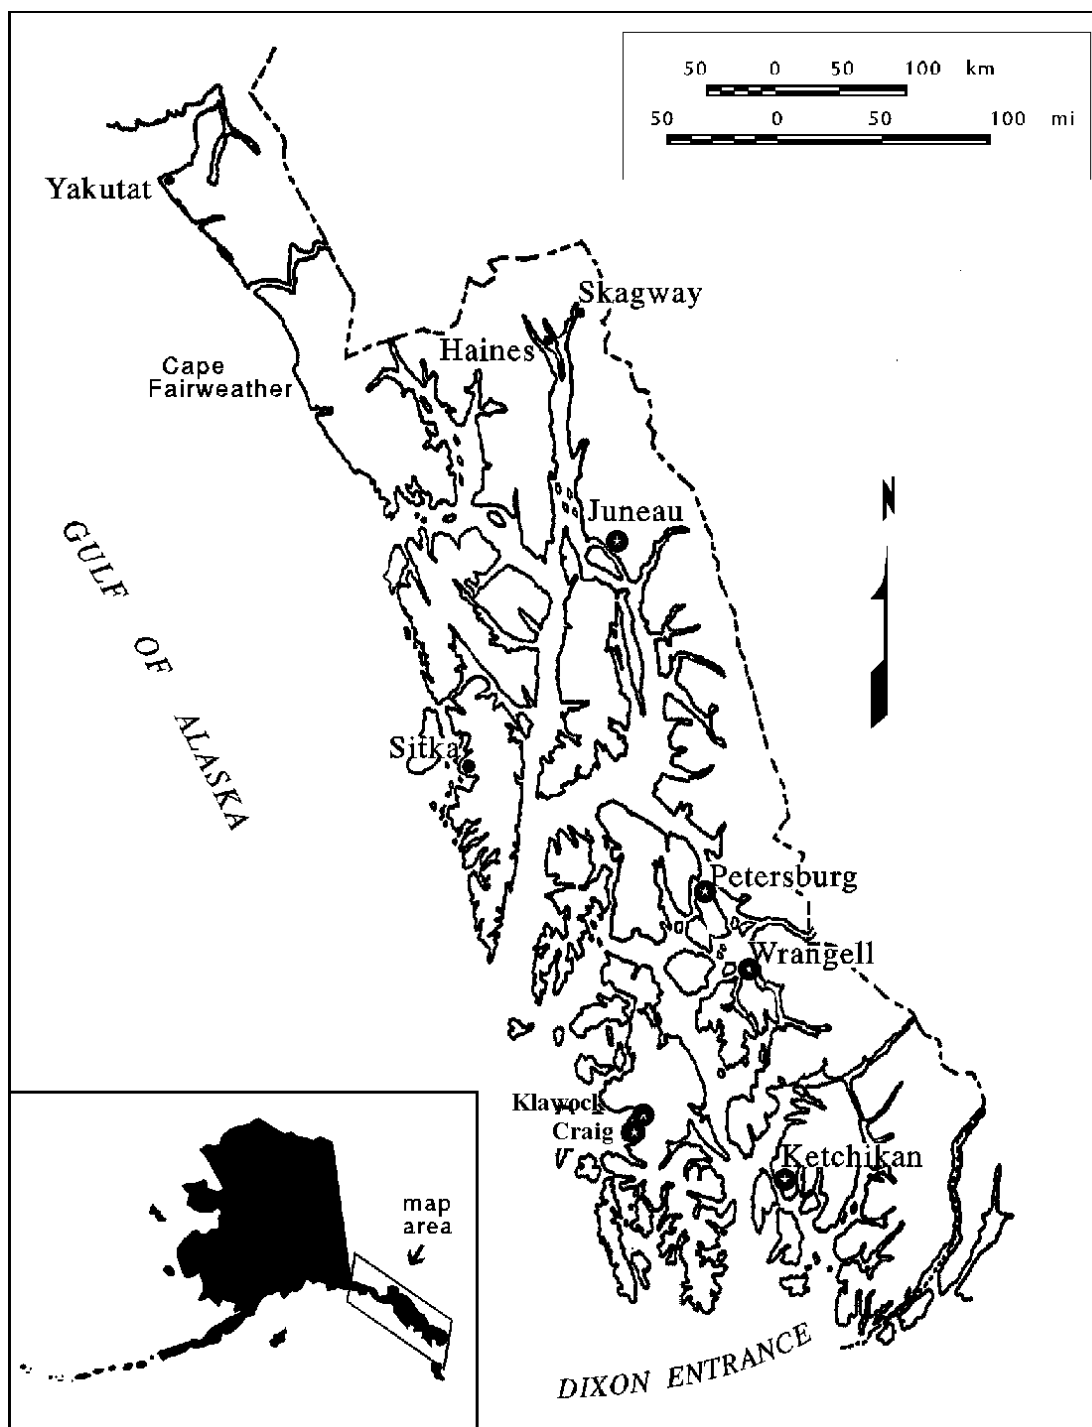 50 0 50 100 km
50 0 50 100 mi
Yakutat
Skagway
Haines
Cape
Fairweather
N
Juneau
GULF OF ALASKA
Sitka
Petersburg
Wrangell
Klawock
Craig
Ketchikan
map
area
DIXON ENTRANCE